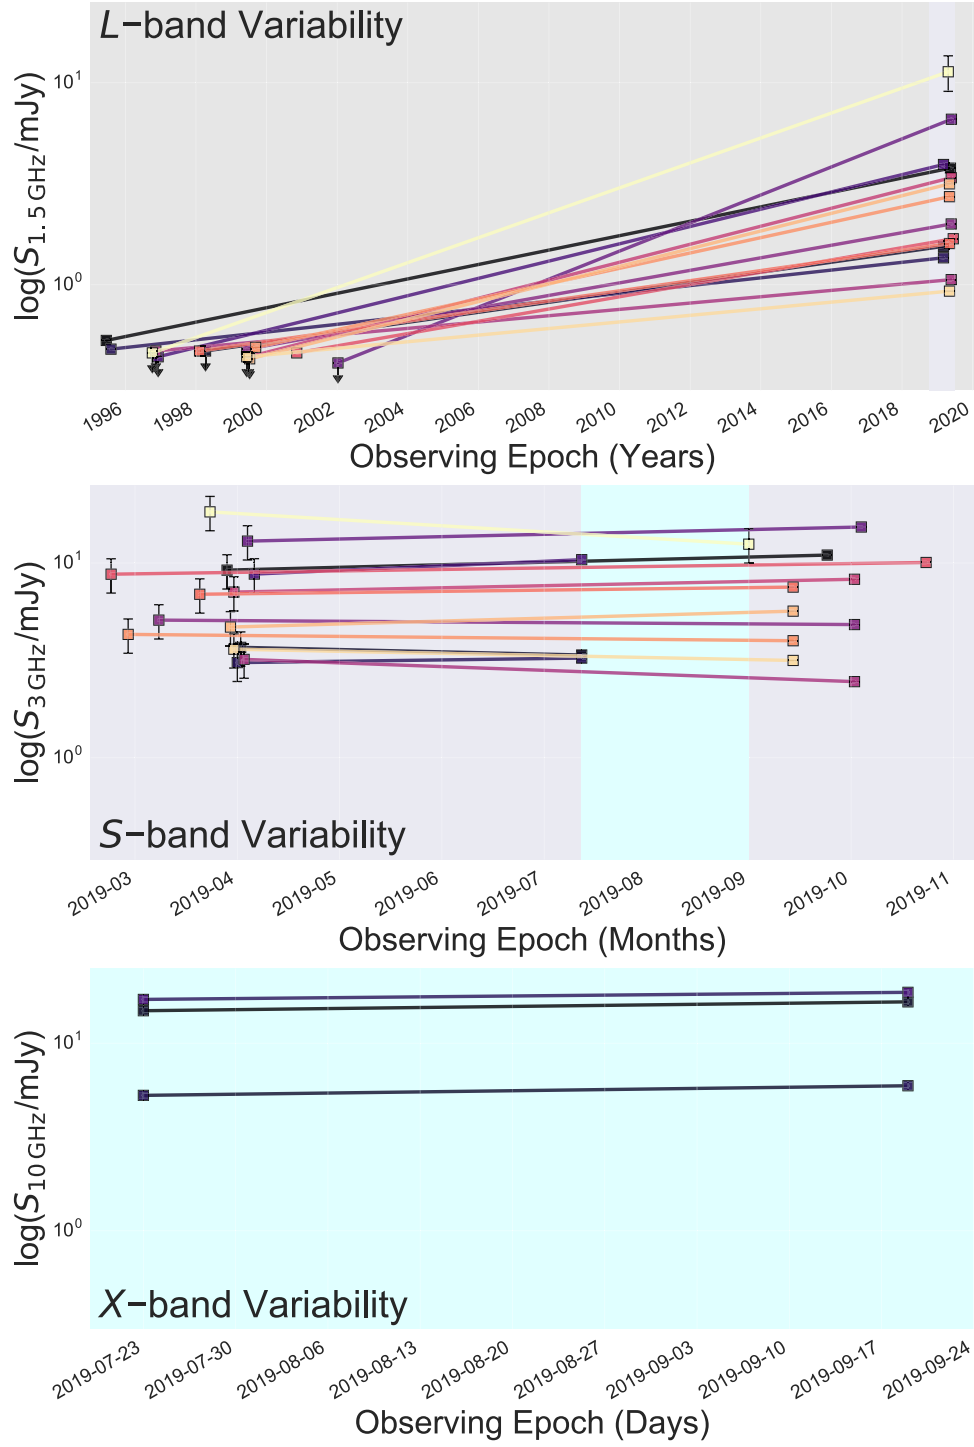 L−band Variability
log(S1.5 GHz/mJy)
10^1
10^0
1996 1998 2000 2002 2004 2006 2008 2010 2012 2014 2016 2018 2020
Observing Epoch (Years)
log(S3 GHz/mJy)
10^1
10^0
S−band Variability
2019-03 2019-04 2019-05 2019-06 2019-07 2019-08 2019-09 2019-10 2019-11
Observing Epoch (Months)
log(S10 GHz/mJy)
10^1
10^0
X−band Variability
2019-07-23 2019-07-30 2019-08-06 2019-08-13 2019-08-20 2019-08-27 2019-09-03 2019-09-10 2019-09-17 2019-09-24
Observing Epoch (Days)